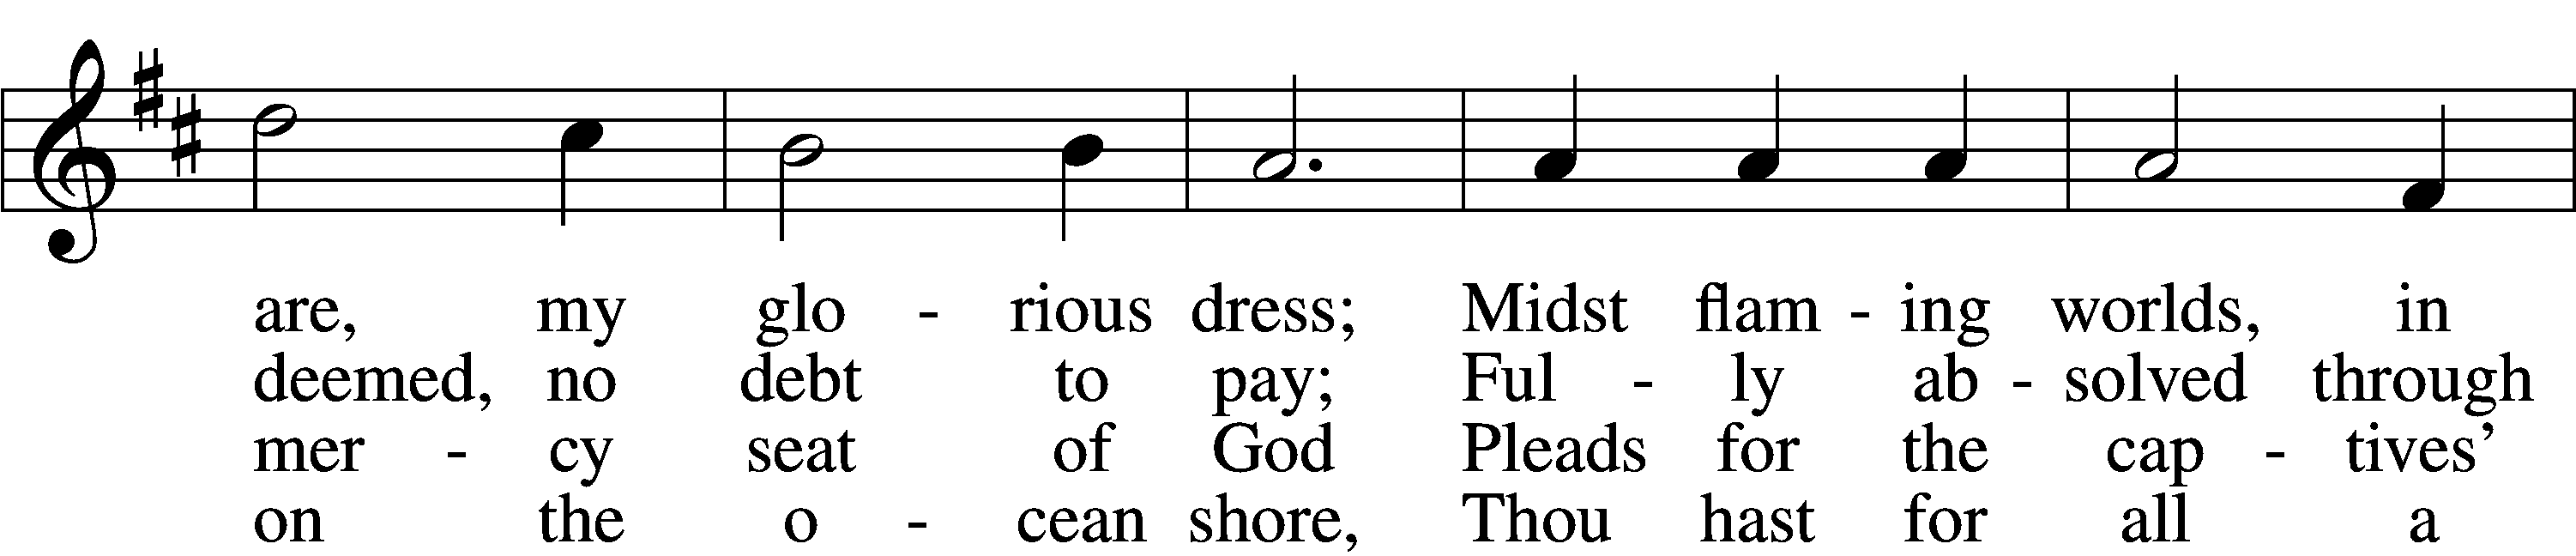 are, my glo - rious dress; Midst flam - ing worlds, in
deemed, no debt to pay; Ful - ly ab - solved through
mer - cy seat of God Pleads for the cap - tives’
on the o - cean shore, Thou hast for all a